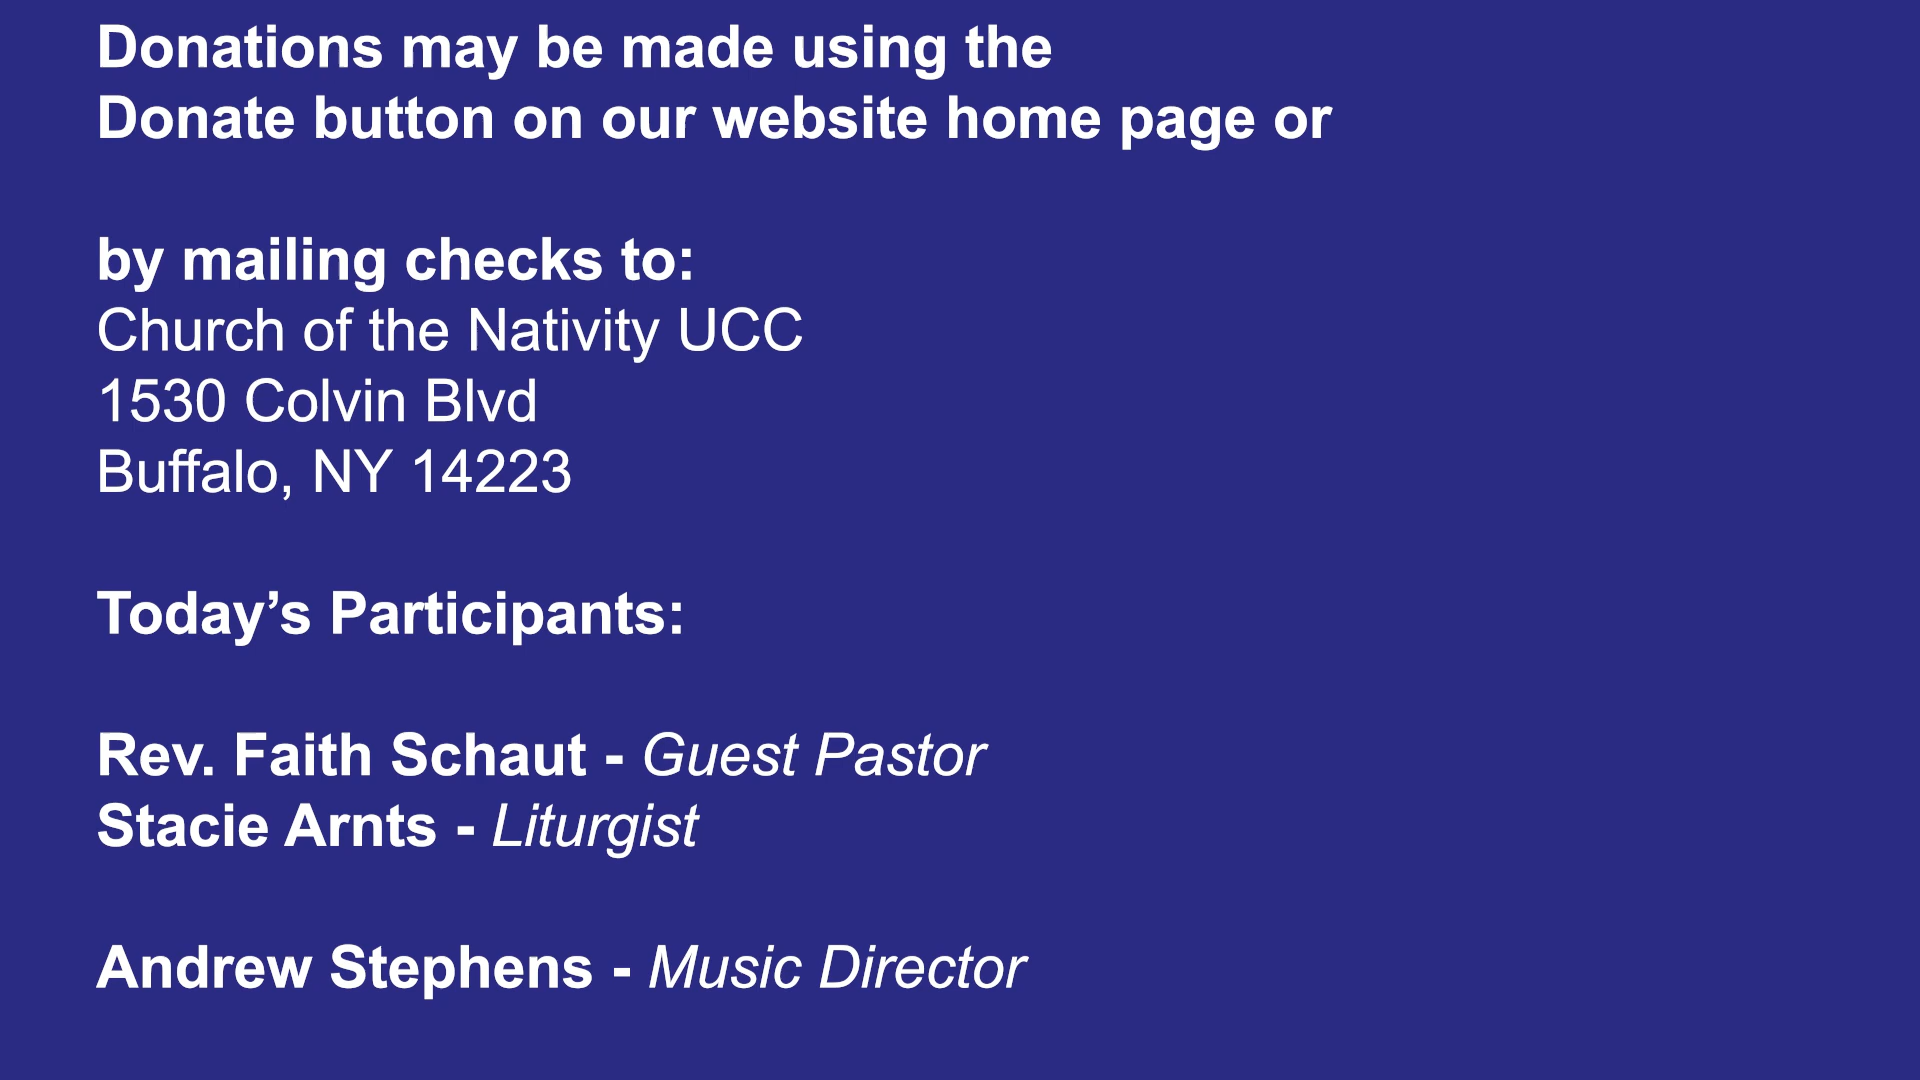 Donations may be made using the
Donate button on our website home page or
by mailing checks to:
Church of the Nativity UCC
1530 Colvin Blvd
Buffalo, NY 14223
Today’s Participants:
Rev. Faith Schaut - Guest Pastor
Stacie Arnts - Liturgist
Andrew Stephens - Music Director